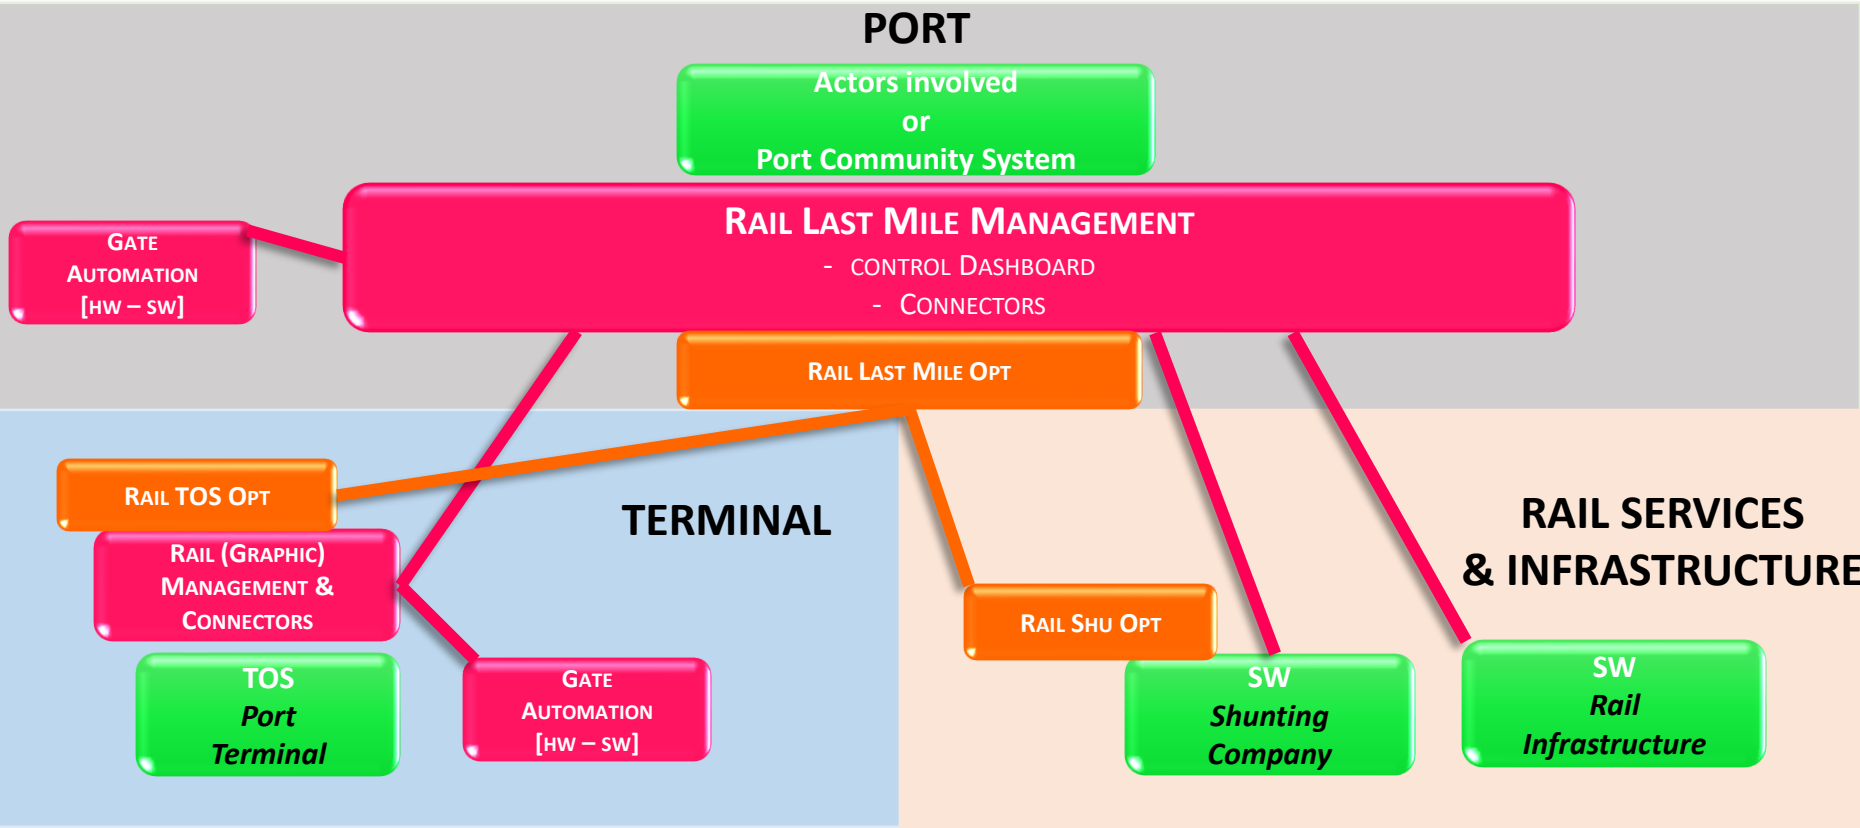 PORT
Actors involved
or
Port Community System
RAIL LAST MILE MANAGEMENT
- CONTROL DASHBOARD
- CONNECTORS
GATE
AUTOMATION
[HW – SW]
RAIL LAST MILE OPT
RAIL TOS OPT
RAIL (GRAPHIC)
MANAGEMENT &
CONNECTORS
TOS
Port
Terminal
GATE
AUTOMATION
[HW – SW]
TERMINAL
RAIL SERVICES
& INFRASTRUCTURE
RAIL SHU OPT
SW
Shunting
Company
SW
Rail
Infrastructure